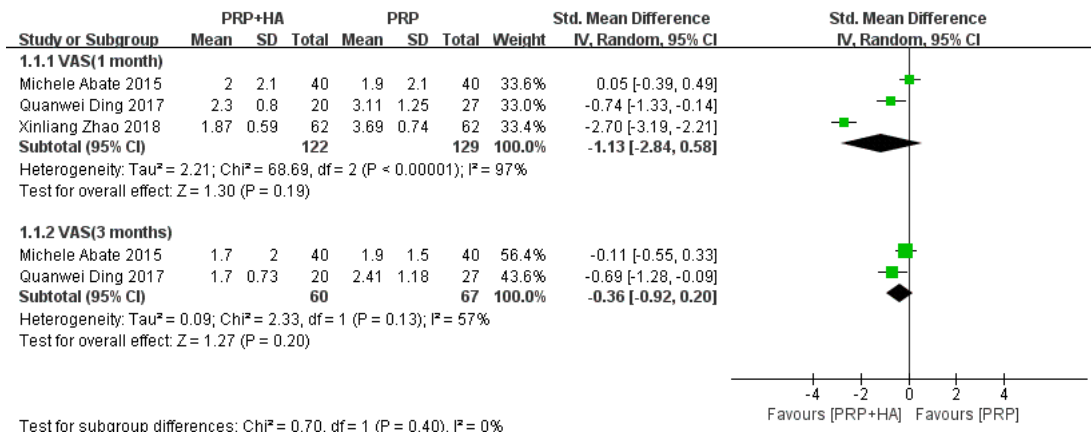 PRP+HA PRP Std. Mean Difference Std. Mean Difference
Study or Subgroup Mean SD Total Mean SD Total Weight IV, Random, 95% CI IV, Random, 95% CI
1.1.1 VAS(1 month)
Michele Abate 2015 2 2.1 40 1.9 2.1 40 33.6% 0.05 [-0.39, 0.49]
Quanwei Ding 2017 2.3 0.8 20 3.11 1.25 27 33.0% -0.74 [-1.33, -0.14]
Xinliang Zhao 2018 1.87 0.59 62 3.69 0.74 62 33.4% -2.70 [-3.19, -2.21]
Subtotal (95% CI) 122 129 100.0% -1.13 [-2.84, 0.58]
Heterogeneity: Tau² = 2.21; Chi² = 68.69, df = 2 (P < 0.00001); I² = 97%
Test for overall effect: Z = 1.30 (P = 0.19)
1.1.2 VAS(3 months)
Michele Abate 2015 1.7 2 40 1.9 1.5 40 56.4% -0.11 [-0.55, 0.33]
Quanwei Ding 2017 1.7 0.73 20 2.41 1.18 27 43.6% -0.69 [-1.28, -0.09]
Subtotal (95% CI) 60 67 100.0% -0.36 [-0.92, 0.20]
Heterogeneity: Tau² = 0.09; Chi² = 2.33, df = 1 (P = 0.13); I² = 57%
Test for overall effect: Z = 1.27 (P = 0.20)
-4 -2 0 2 4
Favours [PRP+HA] Favours [PRP]
Test for subgroup differences: Chi² = 0.70, df = 1 (P = 0.40), I² = 0%